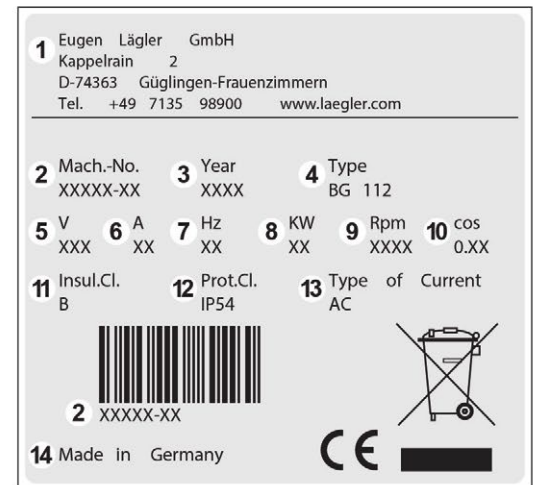 1 Eugen Lägler GmbH
Kappelrain 2
D-74363 Güglingen-Frauenzimmern
Tel. +49 7135 98900 www.laegler.com
2 Mach.-No. 3 Year 4 Type
XXXXX-XX XXXX BG 112
5 V 6 A 7 Hz 8 KW 9 Rpm 10 cos
XXX XX XX XX XXXX 0.XX
11 Insul.Cl. 12 Prot.Cl. 13 Type of Current
B IP54 AC
2 XXXXX-XX
14 Made in Germany CE